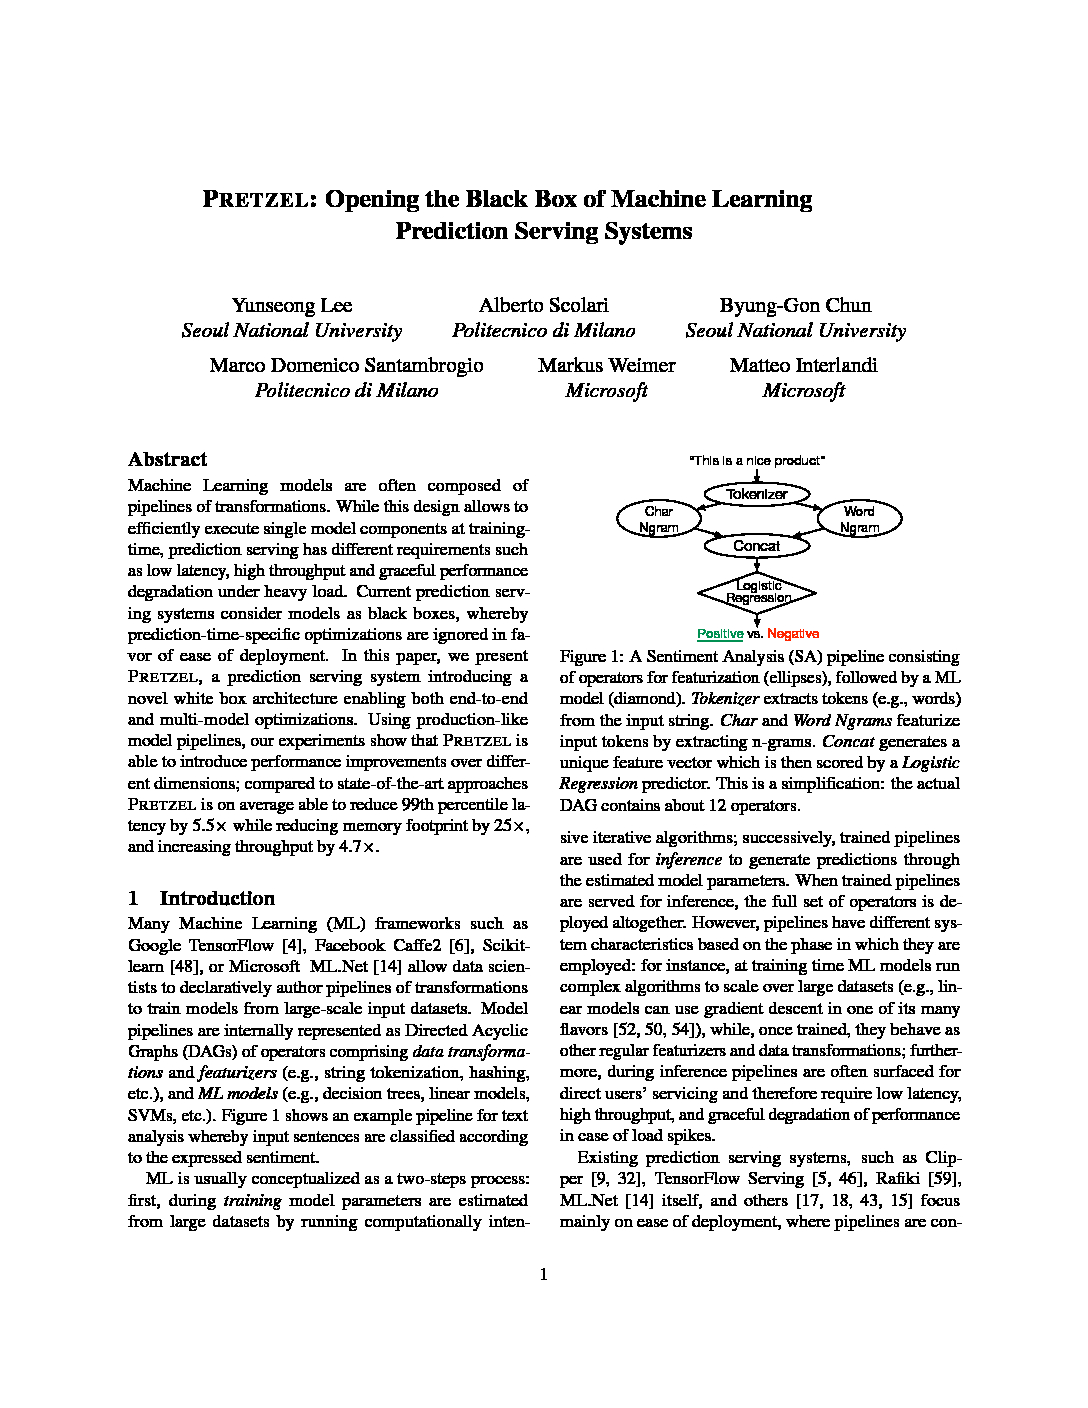 PRETZEL: Opening the Black Box of Machine Learning
Prediction Serving Systems
Yunseong Lee
Seoul National University
Alberto Scolari
Politecnico di Milano
Byung-Gon Chun
Seoul National University
Marco Domenico Santambrogio
Politecnico di Milano
Markus Weimer
Microsoft
Matteo Interlandi
Microsoft
Abstract
Machine Learning models are often composed of
pipelines of transformations. While this design allows to
efficiently execute single model components at training-
time, prediction serving has different requirements such
as low latency, high throughput and graceful performance
degradation under heavy load. Current prediction serv-
ing systems consider models as black boxes, whereby
prediction-time-specific optimizations are ignored in fa-
vor of ease of deployment. In this paper, we present
PRETZEL, a prediction serving system introducing a
novel white box architecture enabling both end-to-end
and multi-model optimizations. Using production-like
model pipelines, our experiments show that PRETZEL is
able to introduce performance improvements over differ-
ent dimensions; compared to state-of-the-art approaches
PRETZEL is on average able to reduce 99th percentile la-
tency by 5.5× while reducing memory footprint by 25×,
and increasing throughput by 4.7×.
1 Introduction
Many Machine Learning (ML) frameworks such as
Google TensorFlow [4], Facebook Caffe2 [6], Scikit-
learn [48], or Microsoft ML.Net [14] allow data scien-
tists to declaratively author pipelines of transformations
to train models from large-scale input datasets. Model
pipelines are internally represented as Directed Acyclic
Graphs (DAGs) of operators comprising data transforma-
tions and featurizers (e.g., string tokenization, hashing,
etc.), and ML models (e.g., decision trees, linear models,
SVMs, etc.). Figure 1 shows an example pipeline for text
analysis whereby input sentences are classified according
to the expressed sentiment.
ML is usually conceptualized as a two-steps process:
first, during training model parameters are estimated
from large datasets by running computationally inten-
"This is a nice product"
Tokenizer
Char
Ngram
Word
Ngram
Concat
Logistic
Regression
Positive vs. Negative
Figure 1: A Sentiment Analysis (SA) pipeline consisting
of operators for featurization (ellipses), followed by a ML
model (diamond). Tokenizer extracts tokens (e.g., words)
from the input string. Char and Word Ngrams featurize
input tokens by extracting n-grams. Concat generates a
unique feature vector which is then scored by a Logistic
Regression predictor. This is a simplification: the actual
DAG contains about 12 operators.
sive iterative algorithms; successively, trained pipelines
are used for inference to generate predictions through
the estimated model parameters. When trained pipelines
are served for inference, the full set of operators is de-
ployed altogether. However, pipelines have different sys-
tem characteristics based on the phase in which they are
employed: for instance, at training time ML models run
complex algorithms to scale over large datasets (e.g., lin-
ear models can use gradient descent in one of its many
flavors [52, 50, 54]), while, once trained, they behave as
other regular featurizers and data transformations; further-
more, during inference pipelines are often surfaced for
direct users' servicing and therefore require low latency,
high throughput, and graceful degradation of performance
in case of load spikes.
Existing prediction serving systems, such as Clip-
per [9, 32], TensorFlow Serving [5, 46], Rafiki [59],
ML.Net [14] itself, and others [17, 18, 43, 15] focus
mainly on ease of deployment, where pipelines are con-
1